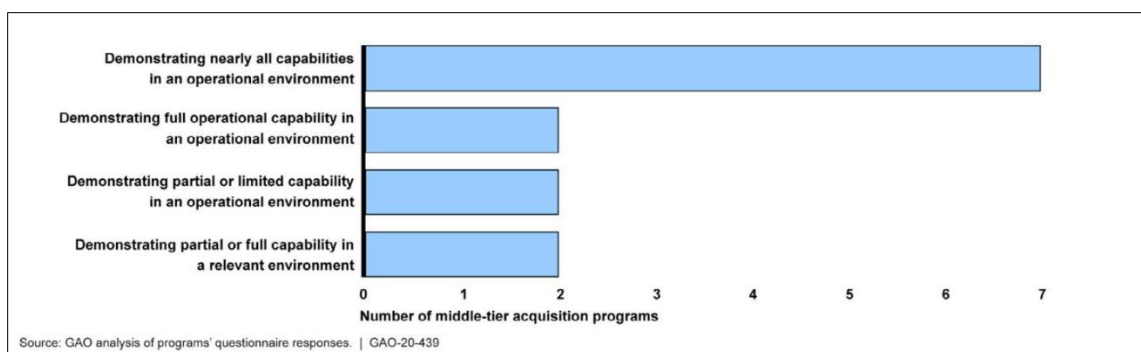 Demonstrating nearly all capabilities
in an operational environment
Demonstrating full operational capability in
an operational environment
Demonstrating partial or limited capability
in an operational environment
Demonstrating partial or full capability in
a relevant environment
0 1 2 3 4 5 6 7
Number of middle-tier acquisition programs
Source: GAO analysis of programs' questionnaire responses. | GAO-20-439